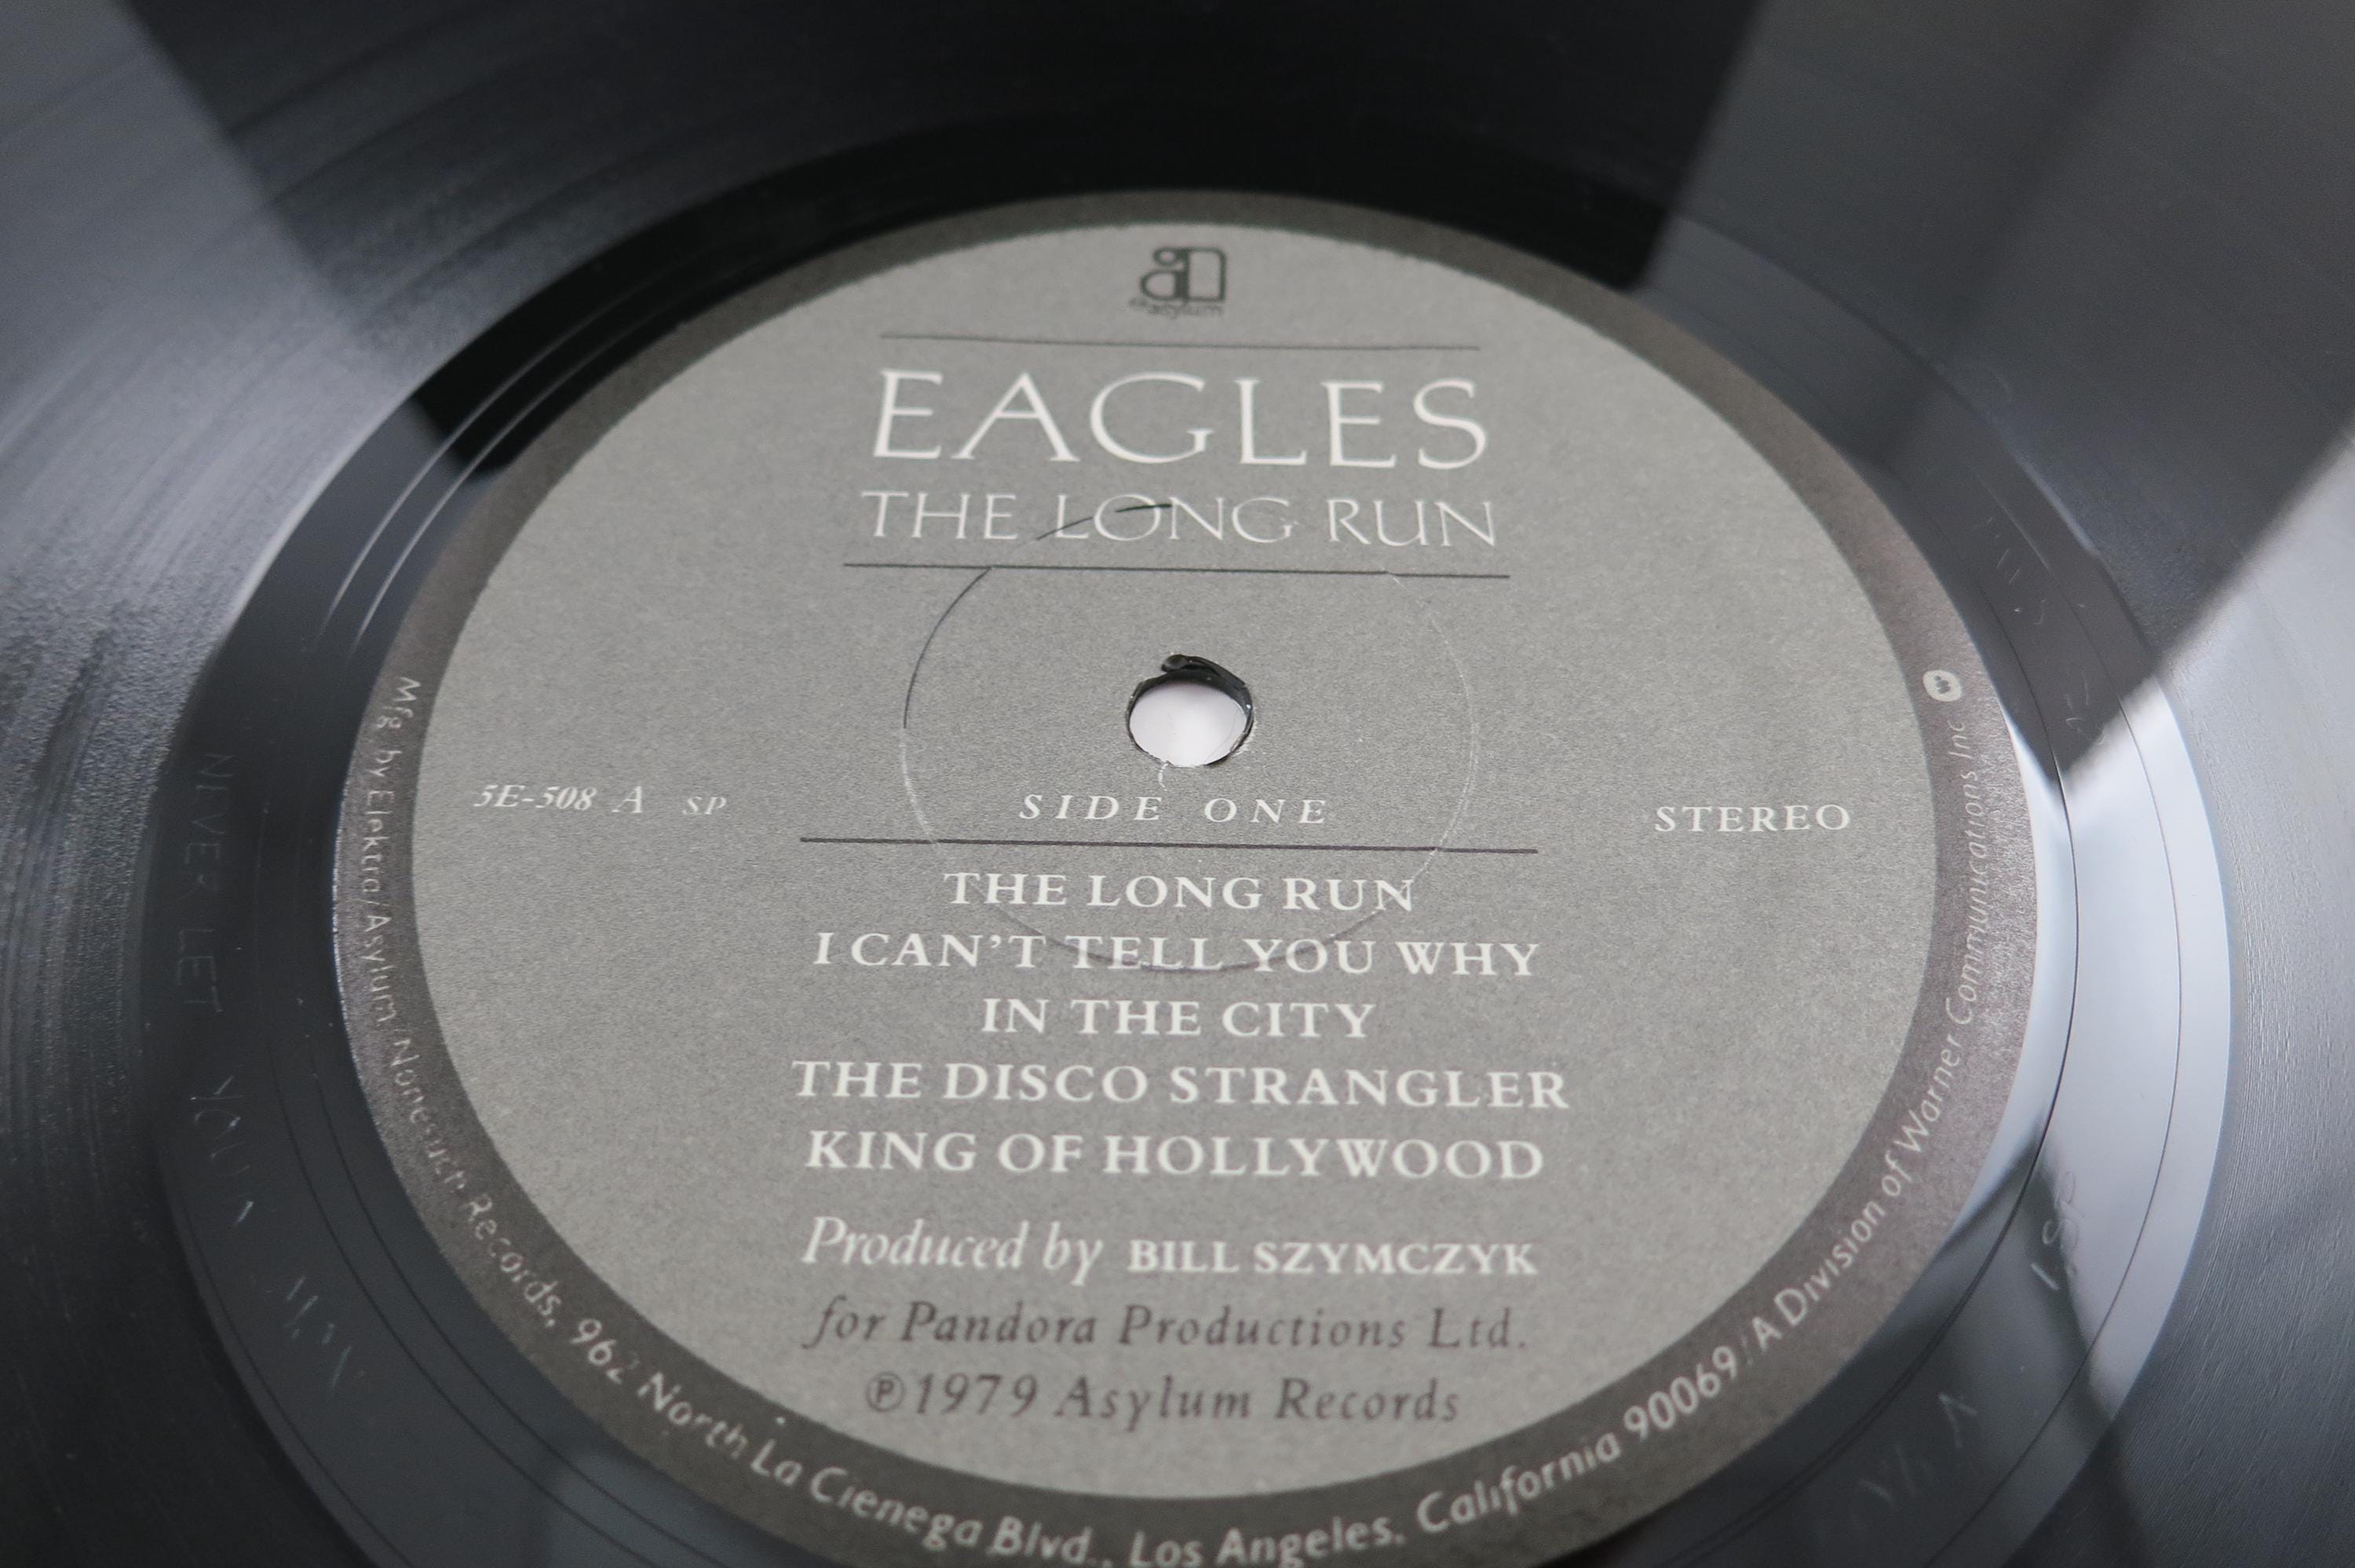 asylum
EAGLES
THE LONG RUN
5E-508 A SP
SIDE ONE
STEREO
THE LONG RUN
I CAN'T TELL YOU WHY
IN THE CITY
THE DISCO STRANGLER
KING OF HOLLYWOOD
Produced by BILL SZYMCZYK
for Pandora Productions Ltd.
℗1979 Asylum Records
Mfg. by Elektra/Asylum/Nonesuch Records, 962 North La Cienega Blvd., Los Angeles, California 90069/A Division of Warner Communications Inc
NEVER LET YOUR